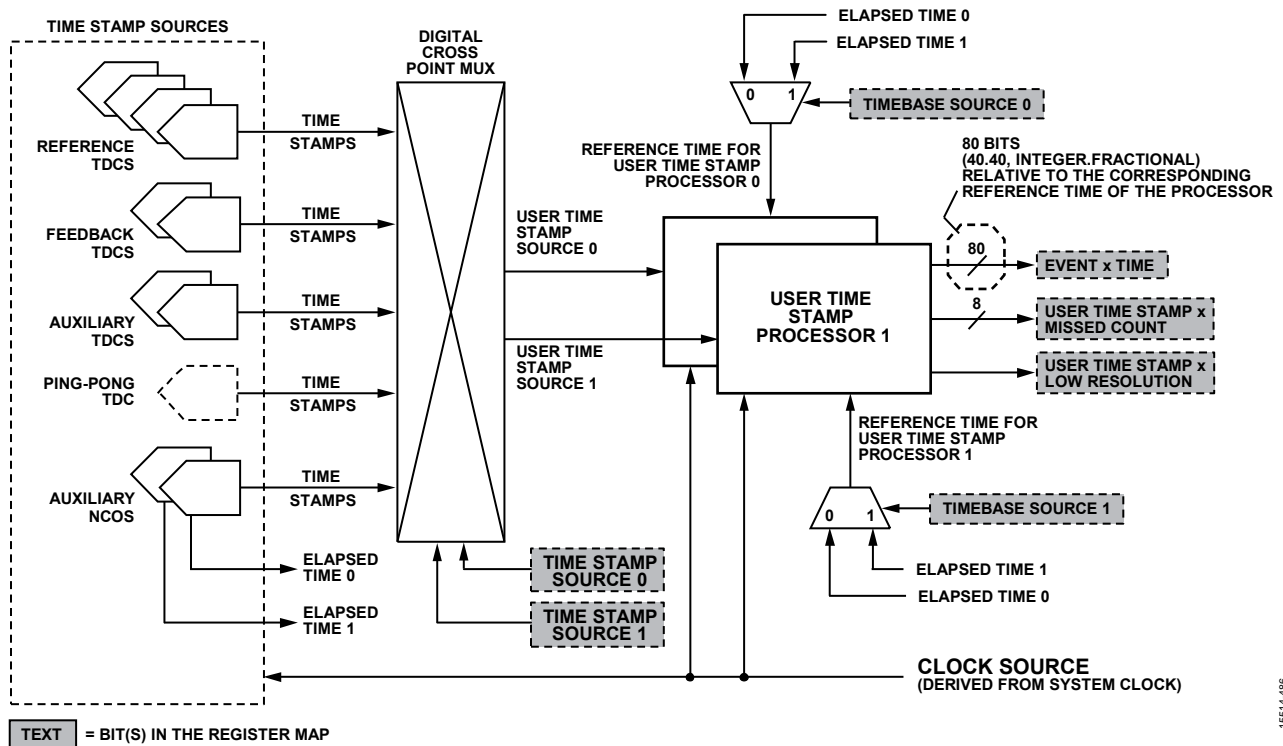 TIME STAMP SOURCES
REFERENCE
TDCS
TIME
STAMPS
FEEDBACK
TDCS
TIME
STAMPS
AUXILIARY
TDCS
TIME
STAMPS
PING-PONG
TDC
TIME
STAMPS
AUXILIARY
NCOS
TIME
STAMPS
ELAPSED
TIME 0
ELAPSED
TIME 1
DIGITAL
CROSS
POINT MUX
USER TIME
STAMP
SOURCE 0
USER TIME
STAMP
SOURCE 1
TIME STAMP
SOURCE 0
TIME STAMP
SOURCE 1
ELAPSED TIME 0
ELAPSED TIME 1
0 1
TIMEBASE SOURCE 0
REFERENCE TIME FOR
USER TIME STAMP
PROCESSOR 0
80 BITS
(40.40, INTEGER.FRACTIONAL)
RELATIVE TO THE CORRESPONDING
REFERENCE TIME OF THE PROCESSOR
USER TIME
STAMP
PROCESSOR 1
80
EVENT x TIME
8
USER TIME STAMP x
MISSED COUNT
USER TIME STAMP x
LOW RESOLUTION
REFERENCE TIME FOR
USER TIME STAMP
PROCESSOR 1
0 1
TIMEBASE SOURCE 1
ELAPSED TIME 1
ELAPSED TIME 0
CLOCK SOURCE
(DERIVED FROM SYSTEM CLOCK)
TEXT = BIT(S) IN THE REGISTER MAP
15514-486